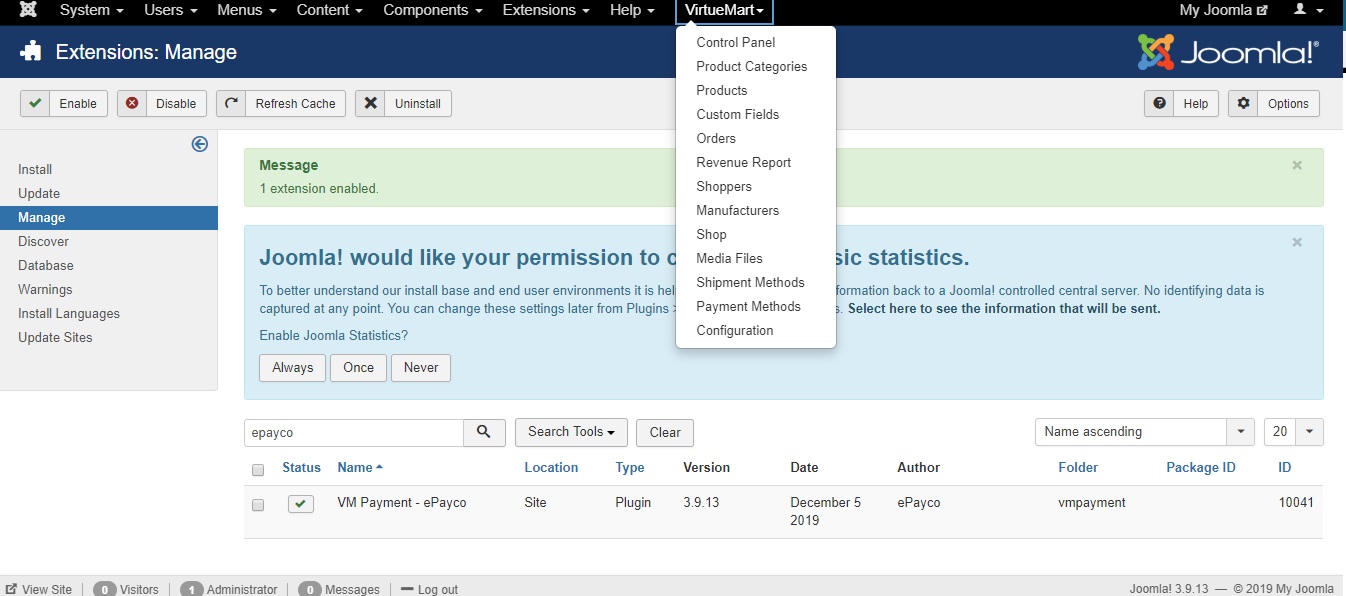 System Users Menus Content Components Extensions Help VirtueMart My Joomla
Extensions: Manage
Joomla!®
Enable Disable Refresh Cache Uninstall Help Options
Control Panel
Product Categories
Products
Custom Fields
Orders
Revenue Report
Shoppers
Manufacturers
Shop
Media Files
Shipment Methods
Payment Methods
Configuration
Install
Update
Manage
Discover
Database
Warnings
Install Languages
Update Sites
Message
1 extension enabled.
Joomla! would like your permission to sic statistics.
To better understand our install base and end user environments it is hel formation back to a Joomla! controlled central server. No identifying data is
captured at any point. You can change these settings later from Plugins > s. Select here to see the information that will be sent.
Enable Joomla Statistics?
Always Once Never
epayco Search Tools Clear Name ascending 20
Status Name Location Type Version Date Author Folder Package ID ID
VM Payment - ePayco Site Plugin 3.9.13 December 5 ePayco vmpayment 10041
2019
View Site 0 Visitors 1 Administrator 0 Messages Log out Joomla! 3.9.13 — © 2019 My Joomla